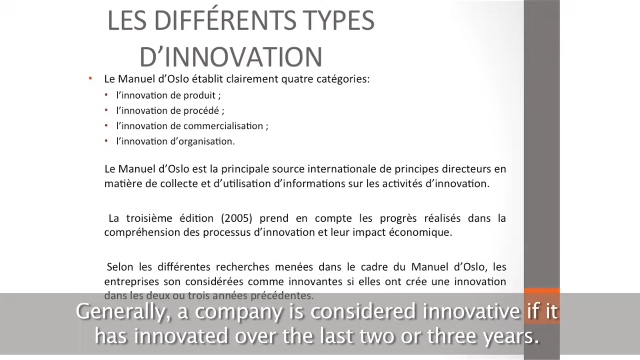 LES DIFFÉRENTS TYPES
D’INNOVATION
• Le Manuel d’Oslo établit clairement quatre catégories:
• l’innovation de produit ;
• l’innovation de procédé ;
• l’innovation de commercialisation ;
• l’innovation d’organisation.
Le Manuel d’Oslo est la principale source internationale de principes directeurs en
matière de collecte et d’utilisation d’informations sur les activités d’innovation.
La troisième édition (2005) prend en compte les progrès réalisés dans la
compréhension des processus d’innovation et leur impact économique.
Selon les différentes recherches menées dans le cadre du Manuel d’Oslo, les
entreprises sont considérées comme innovantes si elles ont crée une innovation
dans les deux ou trois années précédentes.
Generally, a company is considered innovative if it
has innovated over the last two or three years.